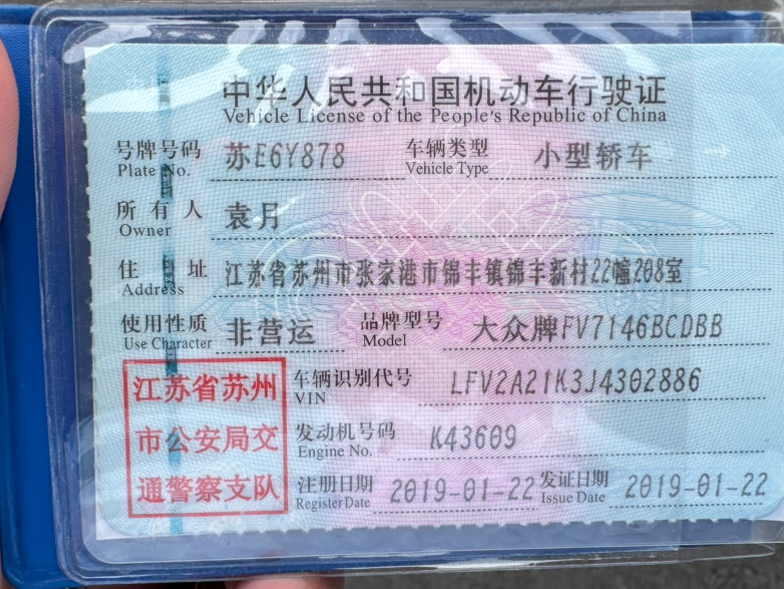 中华人民共和国机动车行驶证
Vehicle License of the People's Republic of China
号牌号码 苏E6Y878 车辆类型 小型轿车
Plate No. Vehicle Type
所有人 袁月
Owner
住址 江苏省苏州市张家港市锦丰镇锦丰新村22幢208室
Address
使用性质 非营运 品牌型号 大众牌FV7146BCDBB
Use Character Model
江苏省苏州 车辆识别代号 LFV2A21K3J4302886
VIN
市公安局交 发动机号码 K43609
Engine No.
通警察支队 注册日期 2019-01-22 发证日期 2019-01-22
Register Date Issue Date